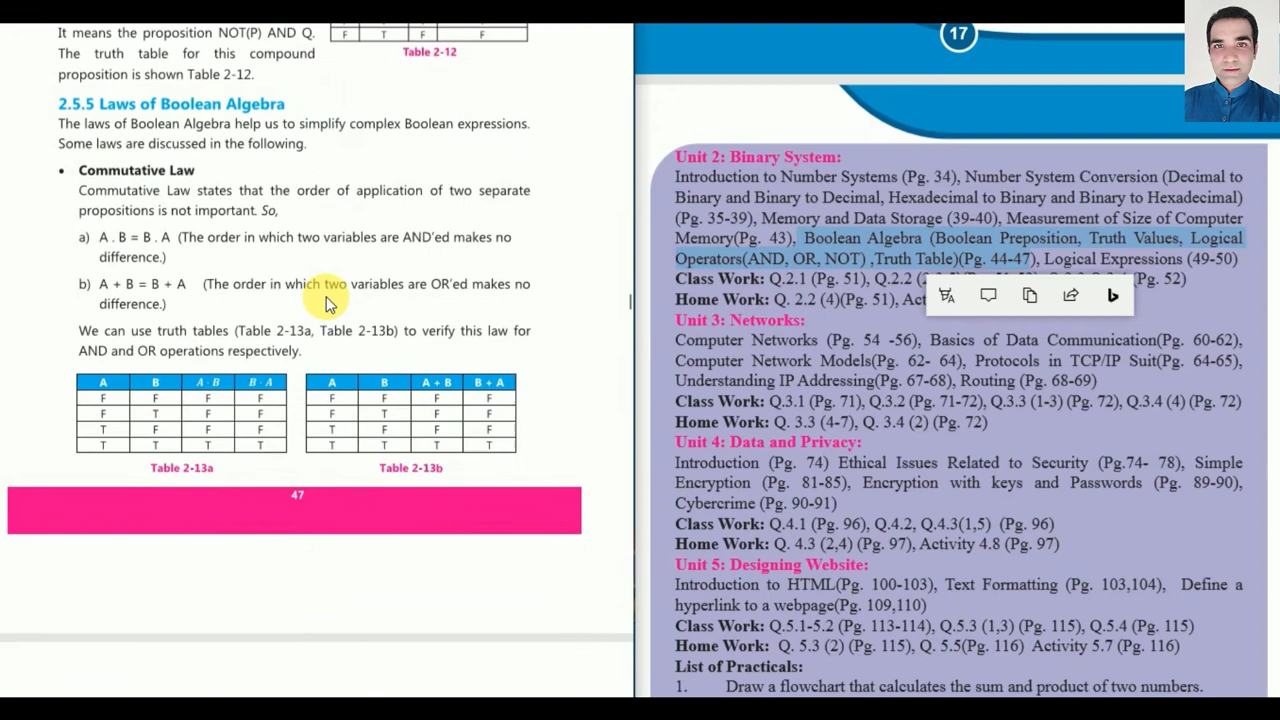 It means the proposition NOT(P) AND Q.
The truth table for this compound
proposition is shown Table 2-12.
F T F F
Table 2-12
2.5.5 Laws of Boolean Algebra
The laws of Boolean Algebra help us to simplify complex Boolean expressions.
Some laws are discussed in the following.
• Commutative Law
Commutative Law states that the order of application of two separate
propositions is not important. So,
a) A . B = B . A (The order in which two variables are AND'ed makes no
difference.)
b) A + B = B + A (The order in which two variables are OR'ed makes no
difference.)
We can use truth tables (Table 2-13a, Table 2-13b) to verify this law for
AND and OR operations respectively.
A B A · B B · A
F F F F
F T F F
T F F F
T T T T
Table 2-13a
A B A + B B + A
F F F F
F T F F
T F F F
T T T T
Table 2-13b
47
17
Unit 2: Binary System:
Introduction to Number Systems (Pg. 34), Number System Conversion (Decimal to
Binary and Binary to Decimal, Hexadecimal to Binary and Binary to Hexadecimal)
(Pg. 35-39), Memory and Data Storage (39-40), Measurement of Size of Computer
Memory(Pg. 43), Boolean Algebra (Boolean Preposition, Truth Values, Logical
Operators(AND, OR, NOT) ,Truth Table)(Pg. 44-47), Logical Expressions (49-50)
Class Work: Q.2.1 (Pg. 51), Q.2.2 (Pg. 52)
Home Work: Q. 2.2 (4)(Pg. 51),
Unit 3: Networks:
Computer Networks (Pg. 54 -56), Basics of Data Communication(Pg. 60-62),
Computer Network Models(Pg. 62- 64), Protocols in TCP/IP Suit(Pg. 64-65),
Understanding IP Addressing(Pg. 67-68), Routing (Pg. 68-69)
Class Work: Q.3.1 (Pg. 71), Q.3.2 (Pg. 71-72), Q.3.3 (1-3) (Pg. 72), Q.3.4 (4) (Pg. 72
Home Work: Q. 3.3 (4-7), Q. 3.4 (2) (Pg. 72)
Unit 4: Data and Privacy:
Introduction (Pg. 74) Ethical Issues Related to Security (Pg.74- 78), Simple
Encryption (Pg. 81-85), Encryption with keys and Passwords (Pg. 89-90),
Cybercrime (Pg. 90-91)
Class Work: Q.4.1 (Pg. 96), Q.4.2, Q.4.3(1,5) (Pg. 96)
Home Work: Q. 4.3 (2,4) (Pg. 97), Activity 4.8 (Pg. 97)
Unit 5: Designing Website:
Introduction to HTML(Pg. 100-103), Text Formatting (Pg. 103,104), Define a
hyperlink to a webpage(Pg. 109,110)
Class Work: Q.5.1-5.2 (Pg. 113-114), Q.5.3 (1,3) (Pg. 115), Q.5.4 (Pg. 115)
Home Work: Q. 5.3 (2) (Pg. 115), Q. 5.5(Pg. 116) Activity 5.7 (Pg. 116)
List of Practicals:
1. Draw a flowchart that calculates the sum and product of two numbers.